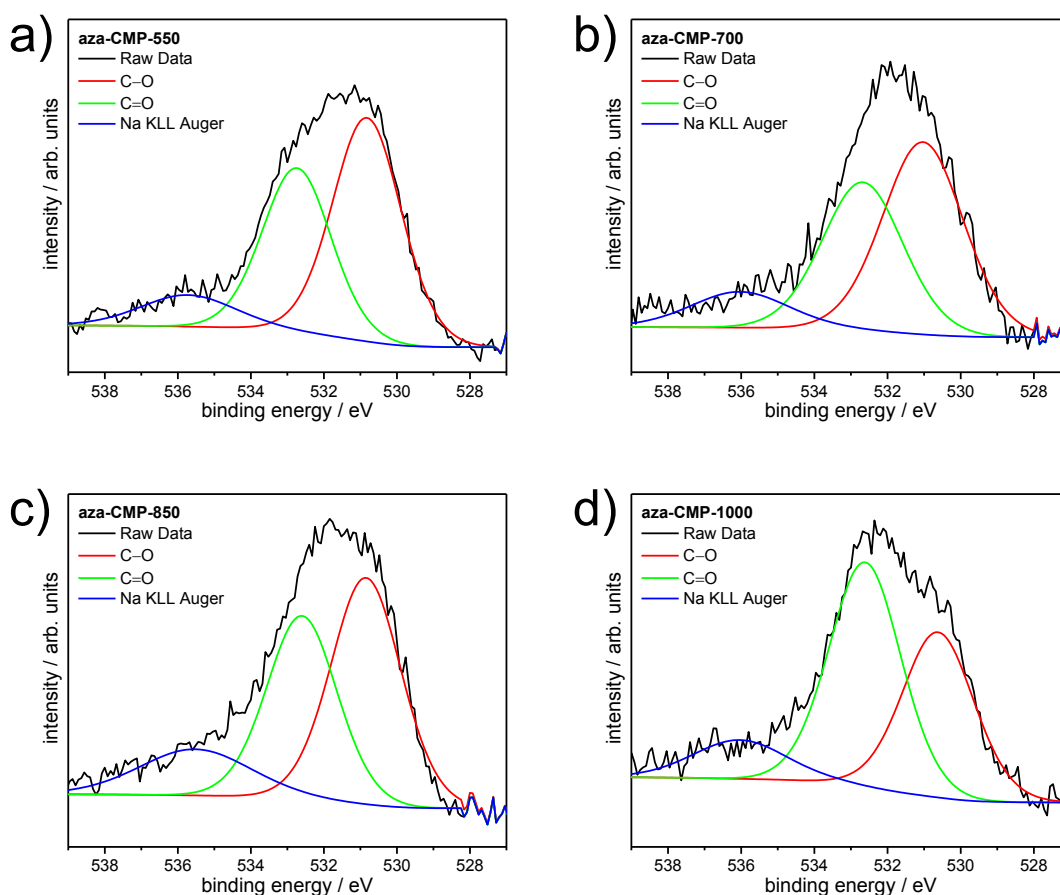 a)
aza-CMP-550
Raw Data
C–O
C=O
Na KLL Auger
intensity / arb. units
538 536 534 532 530 528
binding energy / eV
b)
aza-CMP-700
Raw Data
C–O
C=O
Na KLL Auger
intensity / arb. units
538 536 534 532 530 528
binding energy / eV
c)
aza-CMP-850
Raw Data
C–O
C=O
Na KLL Auger
intensity / arb. units
538 536 534 532 530 528
binding energy / eV
d)
aza-CMP-1000
Raw Data
C–O
C=O
Na KLL Auger
intensity / arb. units
538 536 534 532 530 528
binding energy / eV